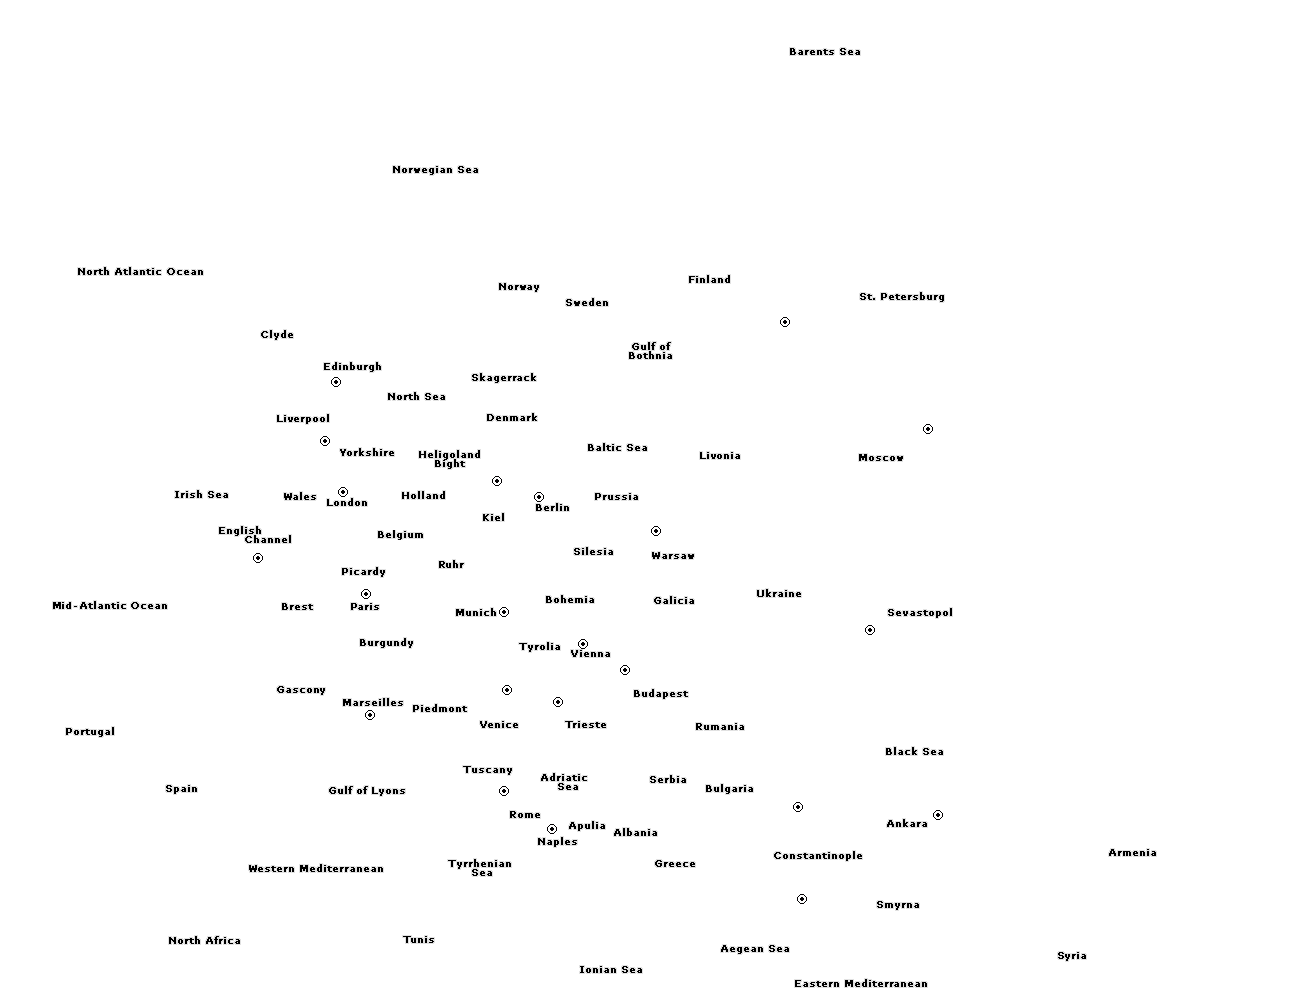 Barents Sea
Norwegian Sea
North Atlantic Ocean
Finland
Norway
St. Petersburg
Sweden
Clyde
Gulf of
Bothnia
Edinburgh
Skagerrack
North Sea
Liverpool
Denmark
Baltic Sea
Yorkshire
Heligoland
Bight
Livonia
Moscow
Irish Sea
Wales
London
Holland
Prussia
Berlin
Kiel
English
Channel
Belgium
Silesia
Warsaw
Ruhr
Picardy
Ukraine
Mid-Atlantic Ocean
Brest
Paris
Munich
Bohemia
Galicia
Sevastopol
Burgundy
Tyrolia
Vienna
Gascony
Marseilles
Piedmont
Budapest
Venice
Trieste
Rumania
Portugal
Black Sea
Tuscany
Adriatic
Sea
Serbia
Bulgaria
Spain
Gulf of Lyons
Rome
Apulia
Albania
Ankara
Naples
Constantinople
Armenia
Western Mediterranean
Tyrrhenian
Sea
Greece
Smyrna
North Africa
Tunis
Aegean Sea
Syria
Ionian Sea
Eastern Mediterranean